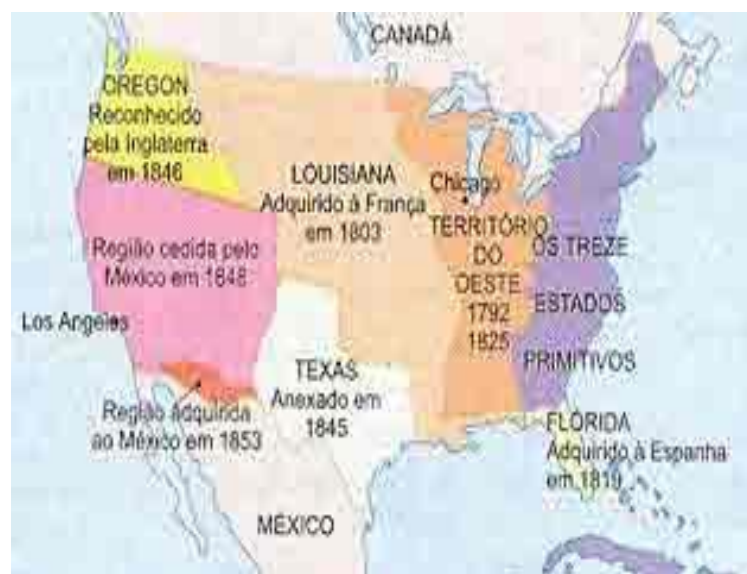 CANADÁ
OREGON
Reconhecido
pela Inglaterra
em 1846
LOUISIANA
Adquirido à França
em 1803
Chicago
TERRITÓRIO
DO
OESTE
1792
1825
OS TREZE
ESTADOS
PRIMITIVOS
Região cedida pelo
México em 1848
Los Angeles
TEXAS
Anexado em
1845
Região adquirida
ao México em 1853
FLÓRIDA
Adquirido à Espanha
em 1819
MÉXICO